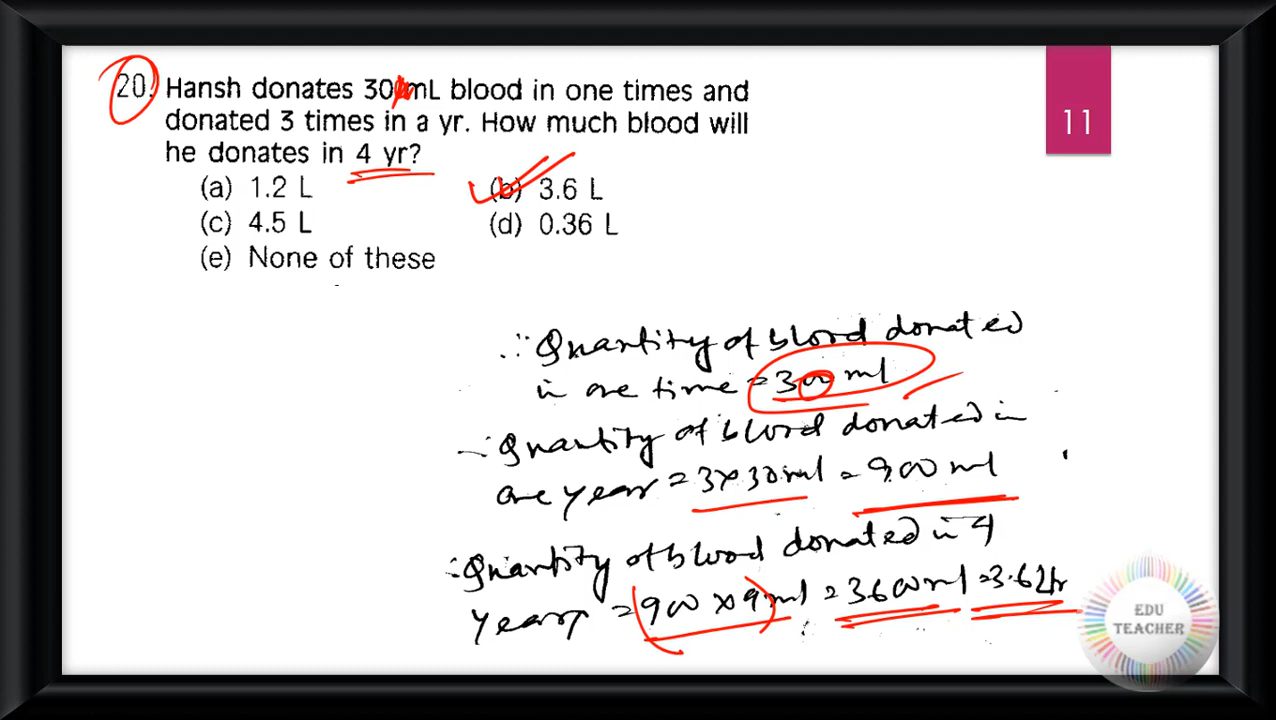 20. Hansh donates 300mL blood in one times and
donated 3 times in a yr. How much blood will
he donates in 4 yr?
(a) 1.2 L (b) 3.6 L
(c) 4.5 L (d) 0.36 L
(e) None of these
11
∴ Quantity of blood donated
in one time = 300 ml
∴ Quantity of blood donated in
one year = 3×300ml = 900 ml
∴ Quantity of blood donated in 4
years = (900 × 4) ml = 3600ml = 3.6 Ltr
EDU
TEACHER